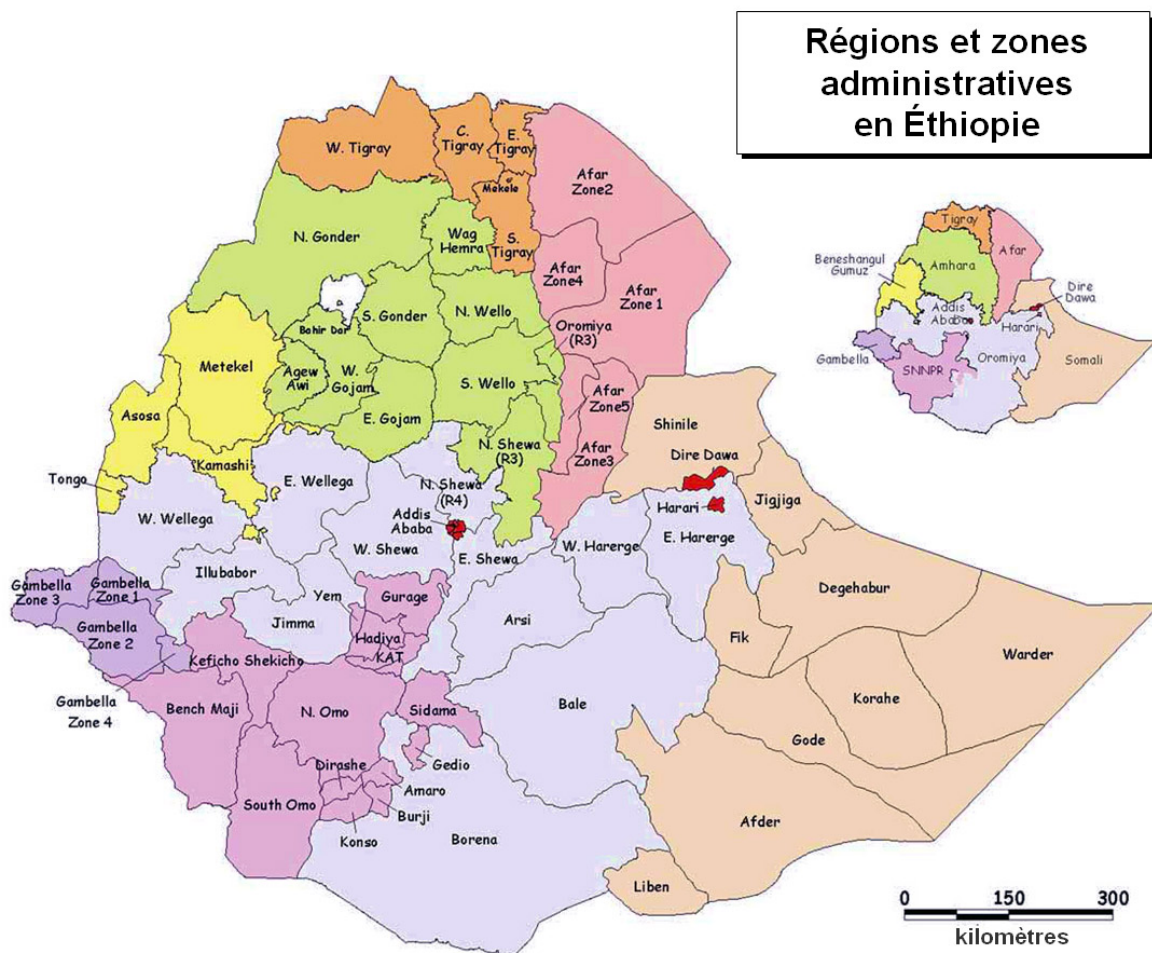 Régions et zones
administratives
en Éthiopie
W. Tigray
C.
Tigray
E.
Tigray
Mekele
S.
Tigray
Afar
Zone2
N. Gonder
Wag
Hemra
Afar
Zone4
Afar
Zone 1
S. Gonder
N. Wello
Bahir Dar
Oromiya
(R3)
Metekel
Agew
Awi
W.
Gojam
S. Wello
Afar
Zone5
Asosa
E. Gojam
N. Shewa
(R3)
Afar
Zone3
Shinile
Dire Dawa
Tonga
Kamashi
E. Wellega
N. Shewa
(R4)
Jigjiga
W. Wellega
Addis
Ababa
Harari
W. Shewa
E. Shewa
W. Harerge
E. Harerge
Gambella
Zone 3
Gambella
Zone 1
Illubabor
Yem
Gurage
Degehabur
Gambella
Zone 2
Jimma
Hadiya
KAT
Arsi
Fik
Keficho Shekicho
Warder
Gambella
Zone 4
Bench Maji
N. Omo
Sidama
Bale
Korahe
Gode
Dirashe
Gedio
Amaro
South Omo
Burji
Konso
Borena
Afder
Liben
Tigray
Beneshangul
Gumuz
Amhara
Afar
Dire
Dawa
Addis
Ababa
Harari
Gambella
Oromiya
Somali
SNNPR
0 150 300
kilomètres